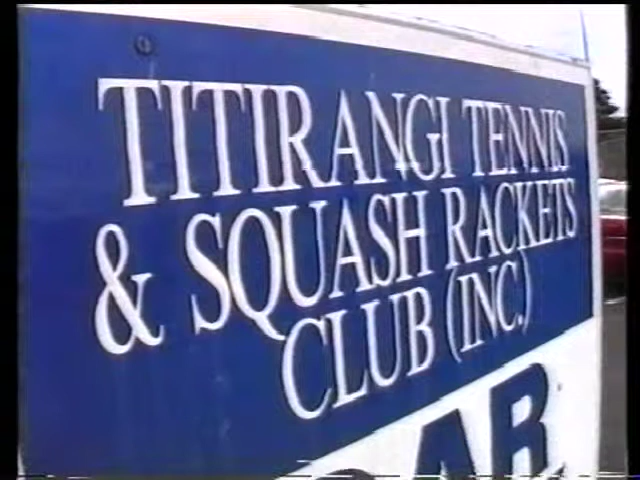 TITIRANGI TENNIS
& SQUASH RACKETS
CLUB (INC.)